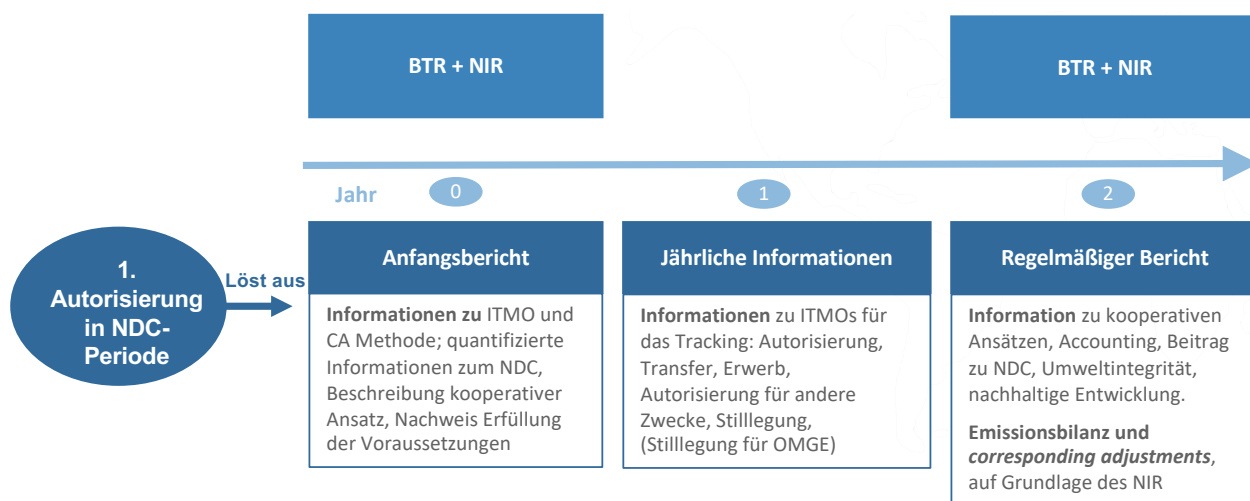 BTR + NIR
BTR + NIR
Jahr
0
1
2
1.
Autorisierung
in NDC-
Periode
Löst aus
Anfangsbericht
Informationen zu ITMO und
CA Methode; quantifizierte
Informationen zum NDC,
Beschreibung kooperativer
Ansatz, Nachweis Erfüllung
der Voraussetzungen
Jährliche Informationen
Informationen zu ITMOs für
das Tracking: Autorisierung,
Transfer, Erwerb,
Autorisierung für andere
Zwecke, Stilllegung,
(Stilllegung für OMGE)
Regelmäßiger Bericht
Information zu kooperativen
Ansätzen, Accounting, Beitrag
zu NDC, Umweltintegrität,
nachhaltige Entwicklung.
Emissionsbilanz und
corresponding adjustments,
auf Grundlage des NIR